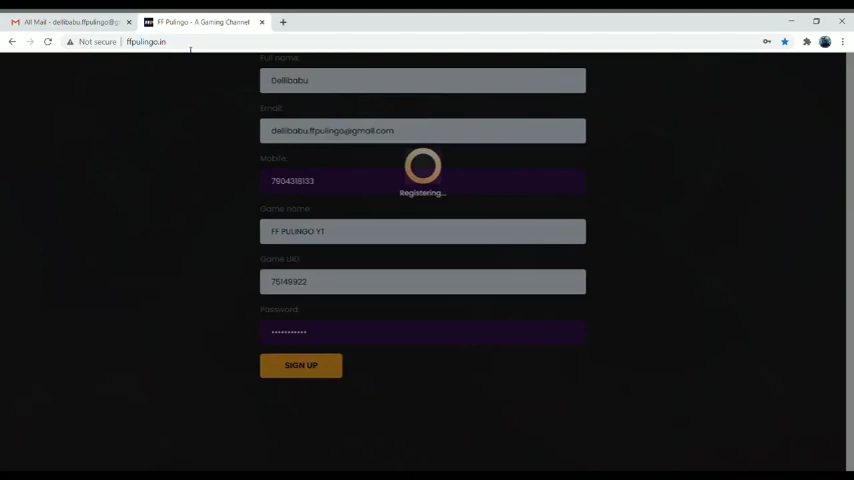 All Mail - dellibabu.ffpulingo@g
FF Pulingo - A Gaming Channel
Not secure | ffpulingo.in
Full name:
Dellibabu
Email:
dellibabu.ffpulingo@gmail.com
Mobile:
7904318133
Registering...
Game name:
FF PULINGO YT
Game UID:
75149922
Password:
•••••••••••
SIGN UP